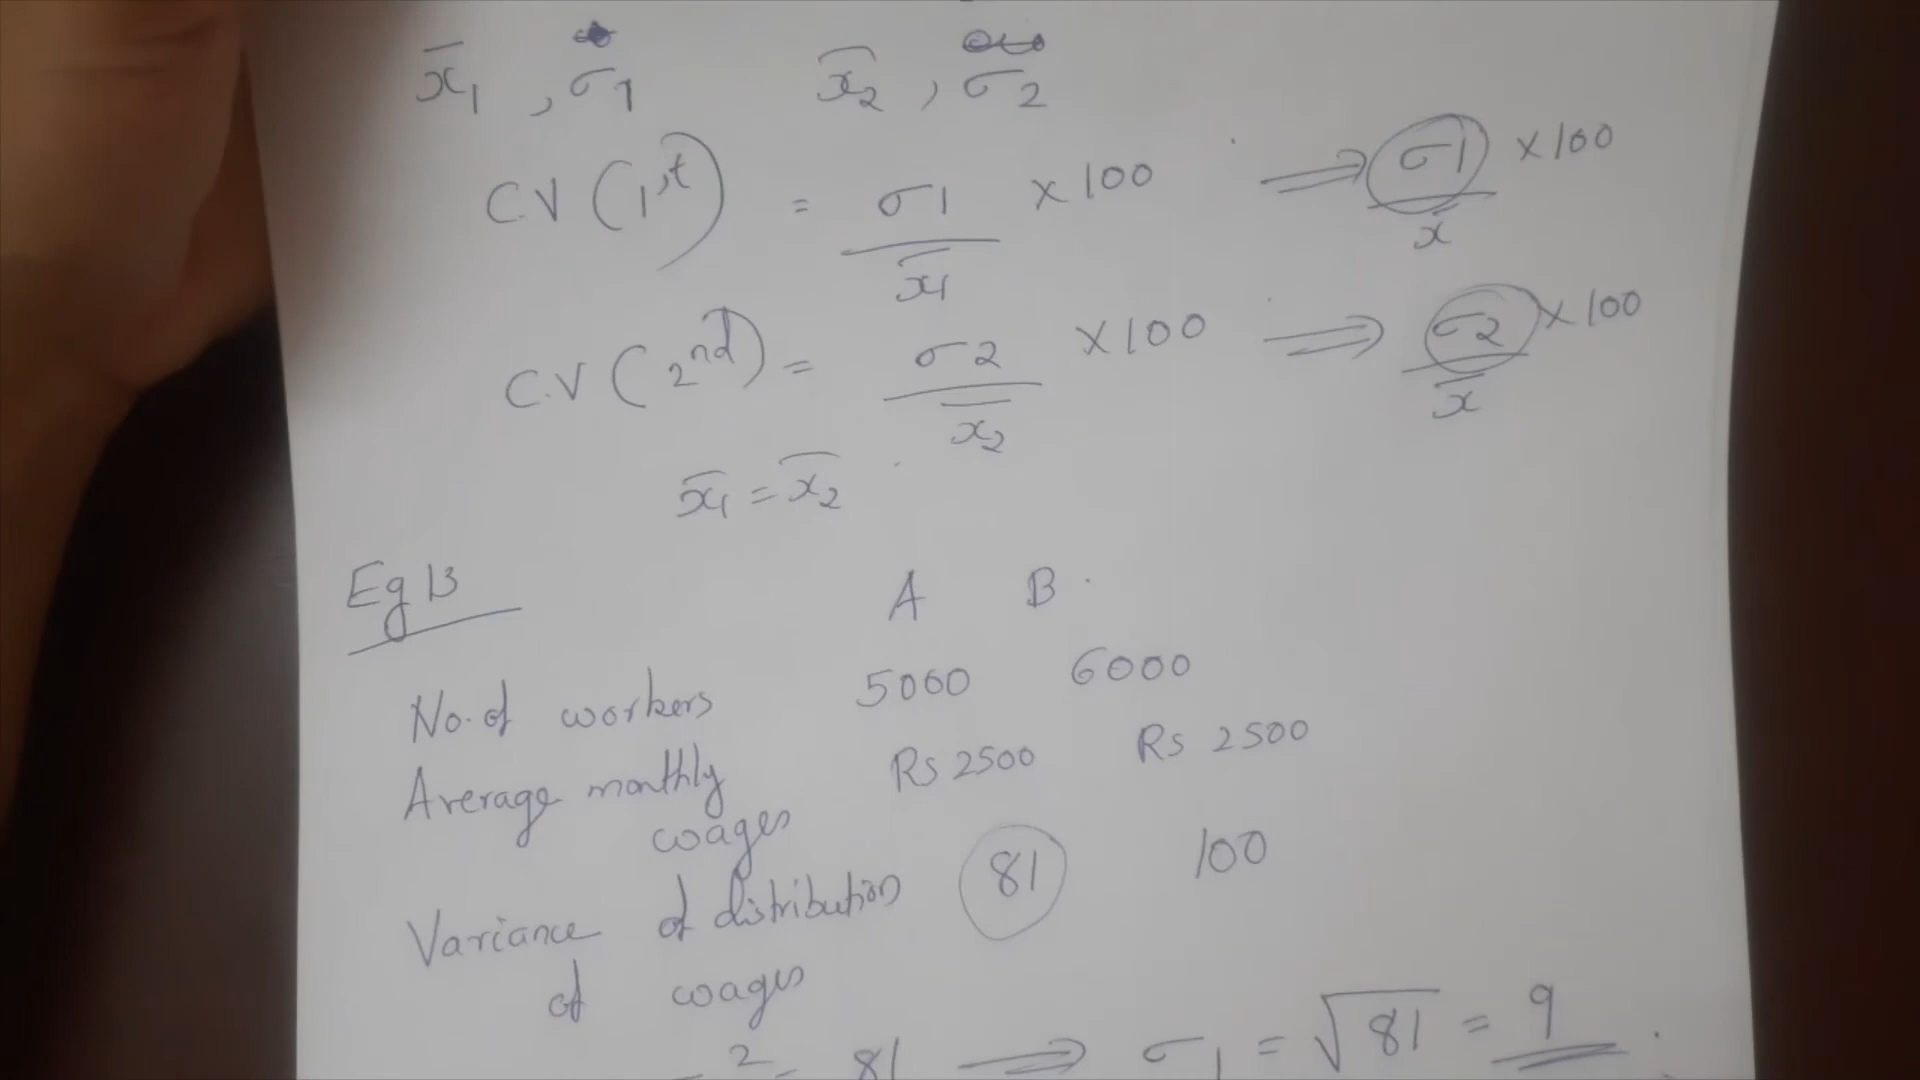 x̄1 , σ1 x̄2 , σ2
C.V (1st) = σ1/x̄1 × 100 ⟹ σ1/x̄ × 100
C.V (2nd) = σ2/x̄2 × 100 ⟹ σ2/x̄ × 100
x̄1 = x̄2
Eg 13
A B
No. of workers 5000 6000
Average monthly Rs 2500 Rs 2500
wages
Variance of distribution 81 100
of wages
2 = 81 ⟹ σ1 = √81 = 9